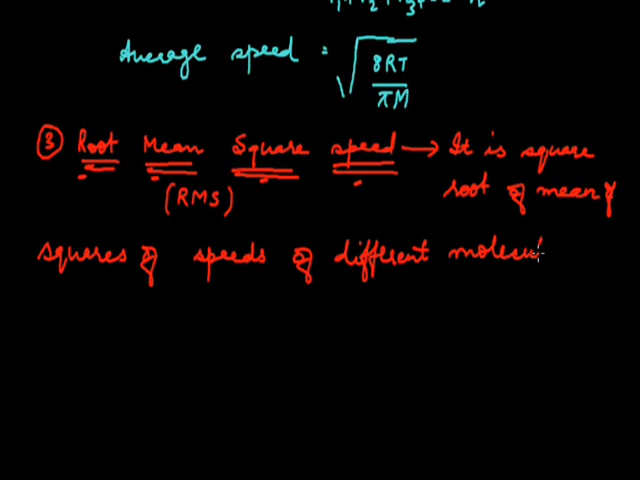 Average speed = √8RT/πM
③ Root Mean Square speed → It is square
(RMS) root of mean of
squares of speeds of different molecu